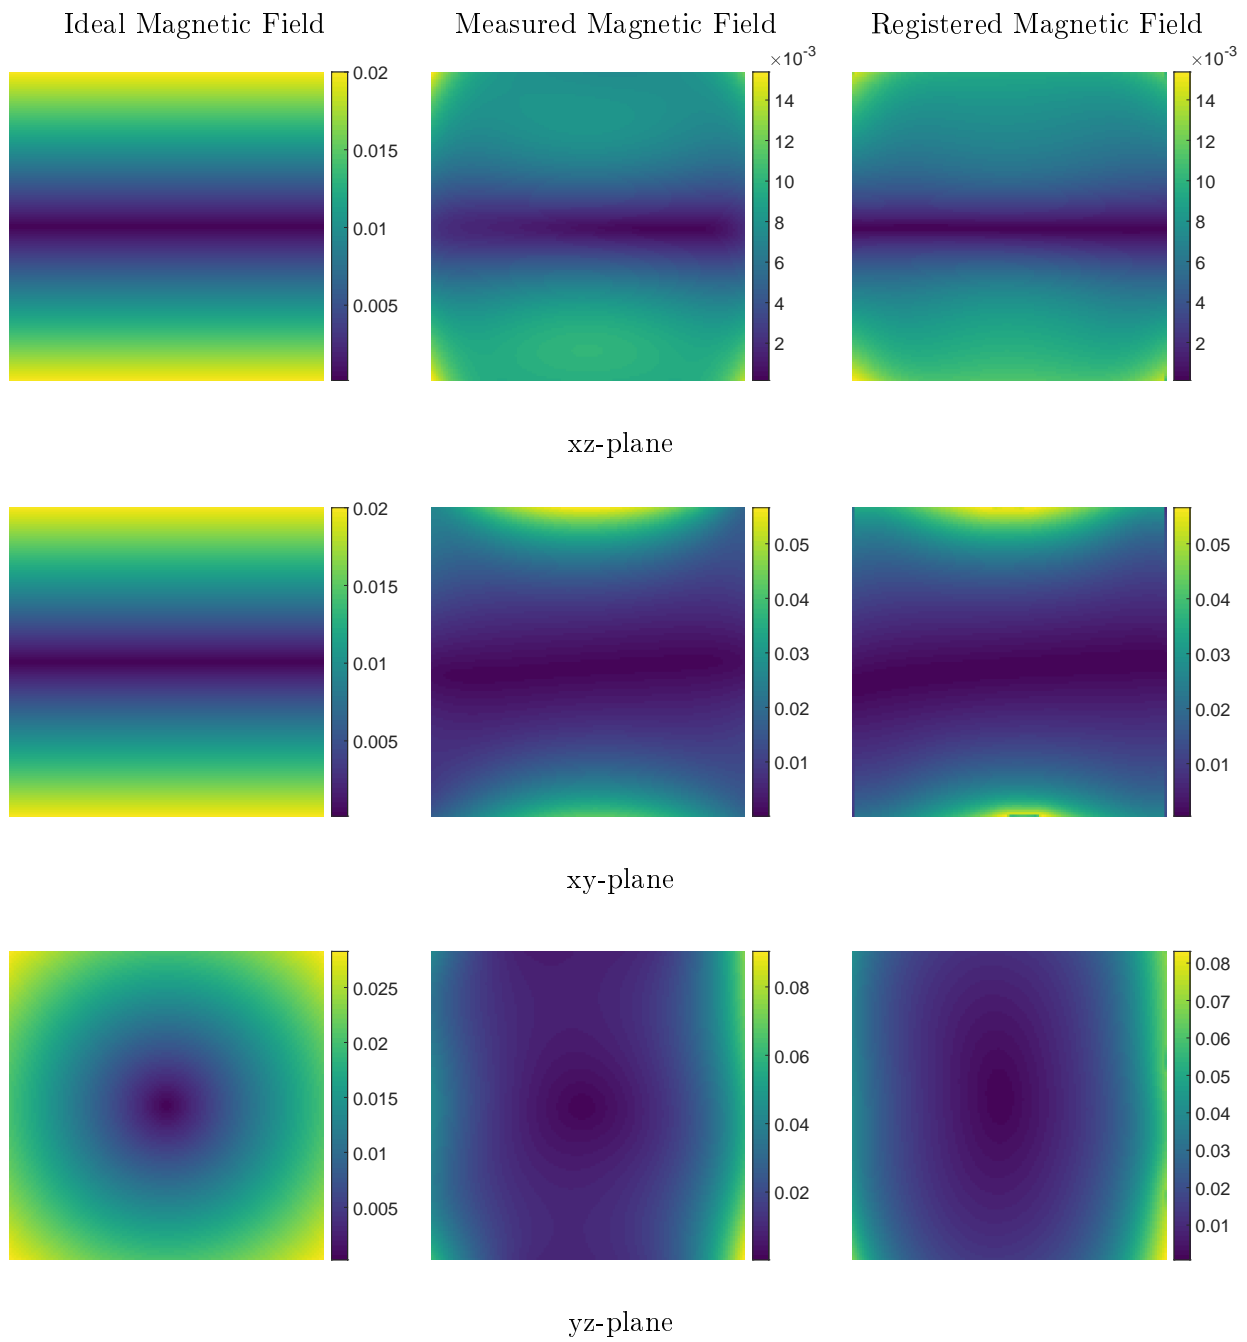 Ideal Magnetic Field Measured Magnetic Field Registered Magnetic Field
×10-3 ×10-3
0.02 14 14
0.015 12 12
10 10
0.01 8 8
6 6
0.005 4 4
2 2
xz-plane
0.02 0.05 0.05
0.015 0.04 0.04
0.01 0.03 0.03
0.005 0.02 0.02
0.01 0.01
xy-plane
0.025 0.08 0.08
0.02 0.06 0.07
0.015 0.04 0.06
0.01 0.02 0.05
0.005 0.04
0.03
0.02
0.01
yz-plane